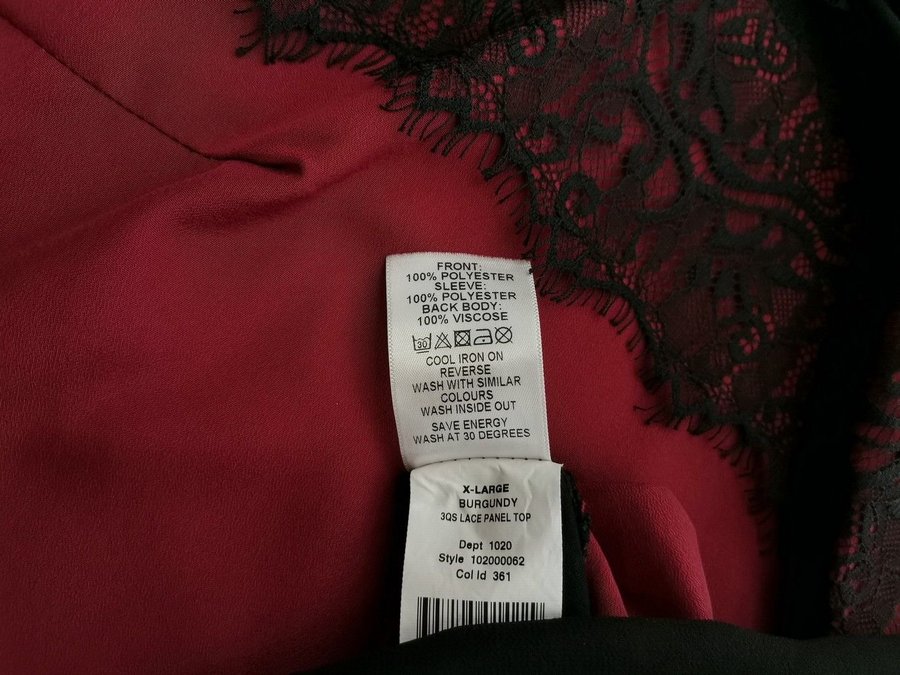 FRONT:
100% POLYESTER
SLEEVE:
100% POLYESTER
BACK BODY:
100% VISCOSE
30
COOL IRON ON
REVERSE
WASH WITH SIMILAR
COLOURS
WASH INSIDE OUT
SAVE ENERGY
WASH AT 30 DEGREES
X-LARGE
BURGUNDY
3QS LACE PANEL TOP
Dept 1020
Style 102000062
Col Id 361